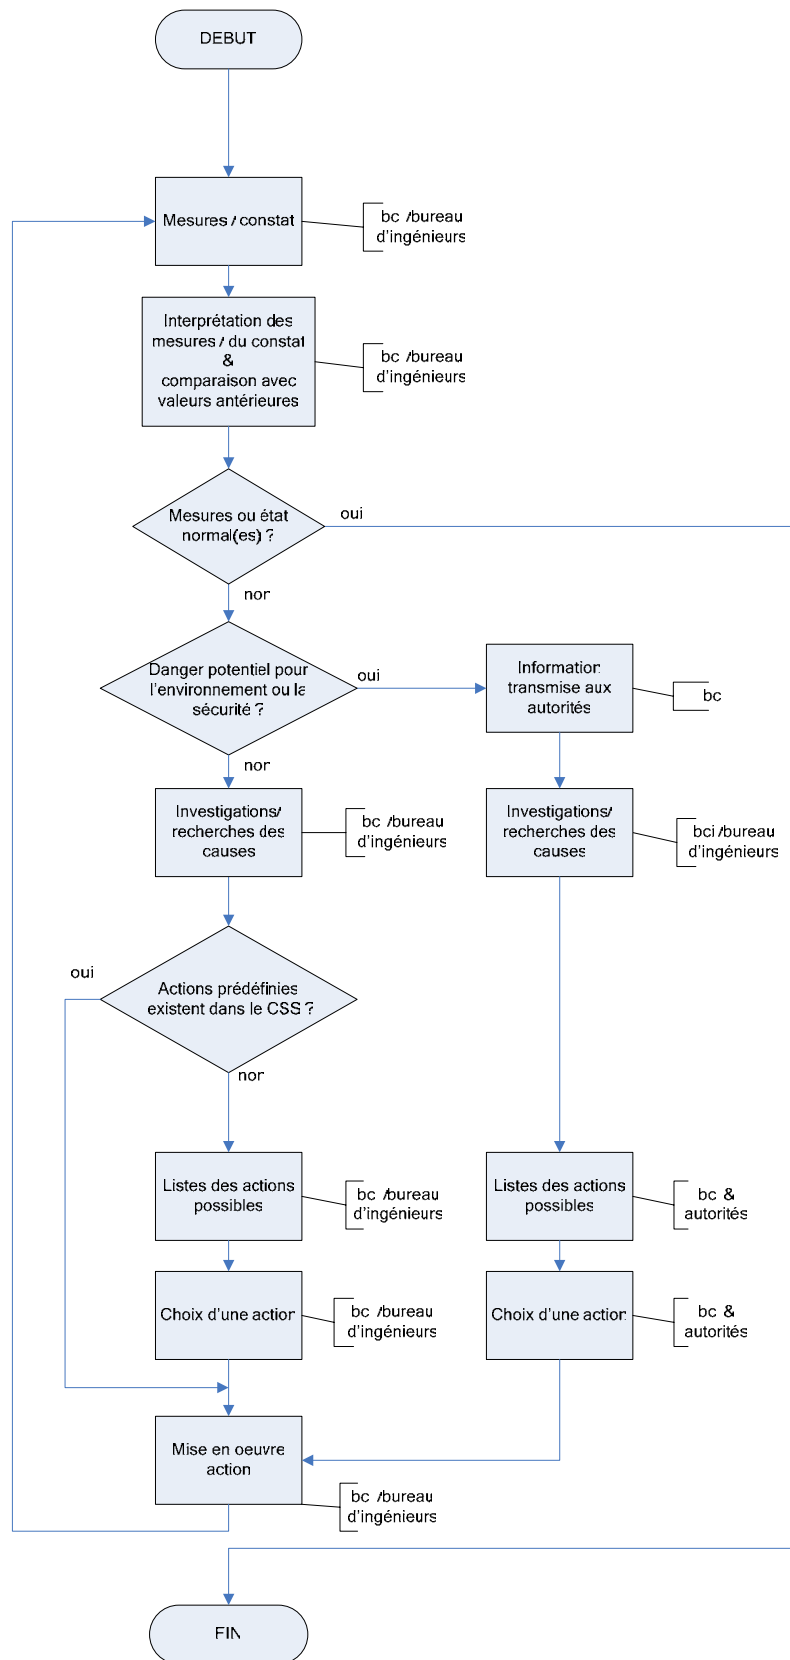 DEBUT
Mesures / constat
bc /bureau
d'ingénieurs
Interprétation des
mesures / du constat
&
comparaison avec
valeurs antérieures
bc /bureau
d'ingénieurs
Mesures ou état
normal(es) ?
oui
non
Danger potentiel pour
l'environnement ou la
sécurité ?
oui
Information
transmise aux
autorités
bc
non
Investigations/
recherches des
causes
bc /bureau
d'ingénieurs
Investigations/
recherches des
causes
bci /bureau
d'ingénieurs
oui
Actions prédéfinies
existent dans le CSS ?
non
Listes des actions
possibles
bc /bureau
d'ingénieurs
Listes des actions
possibles
bc &
autorités
Choix d'une action
bc /bureau
d'ingénieurs
Choix d'une action
bc &
autorités
Mise en oeuvre
action
bc /bureau
d'ingénieurs
FIN